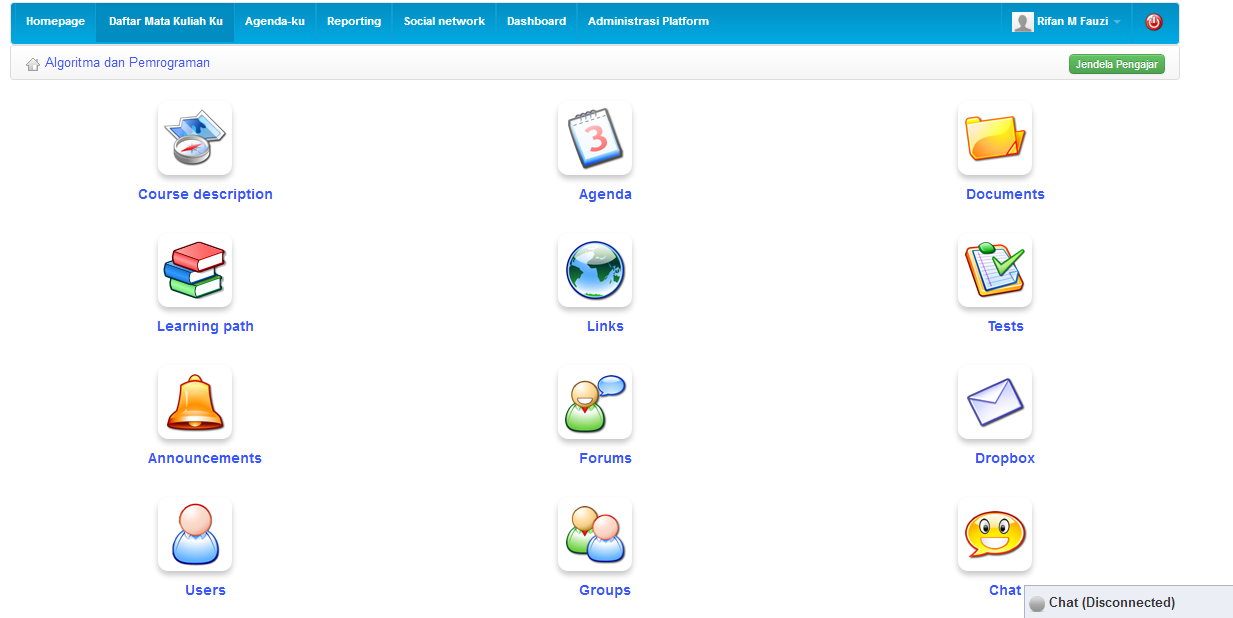 Homepage Daftar Mata Kuliah Ku Agenda-ku Reporting Social network Dashboard Administrasi Platform Rifan M Fauzi
Algoritma dan Pemrograman Jendela Pengajar
3
Course description Agenda Documents
Learning path Links Tests
Announcements Forums Dropbox
Users Groups Chat
Chat (Disconnected)